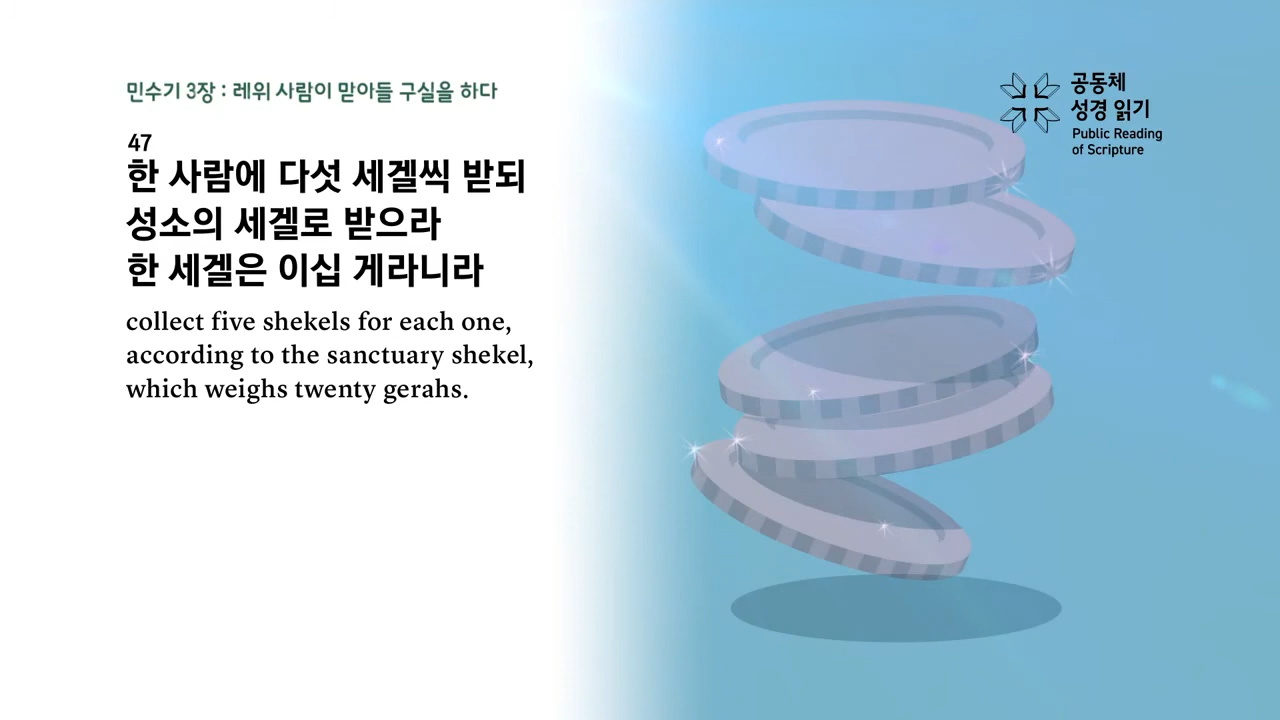 민수기 3장 : 레위 사람이 맏아들 구실을 하다
47
한 사람에 다섯 세겔씩 받되
성소의 세겔로 받으라
한 세겔은 이십 게라니라
collect five shekels for each one,
according to the sanctuary shekel,
which weighs twenty gerahs.
공동체
성경 읽기
Public Reading
of Scripture